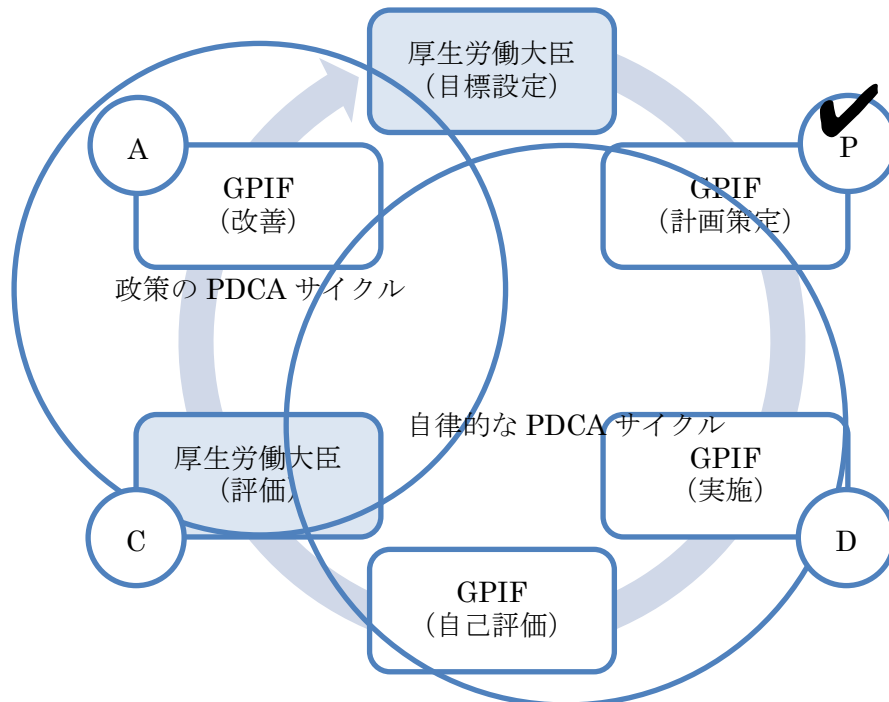 厚生労働大臣
（目標設定）
A
P
GPIF
（改善）
GPIF
（計画策定）
政策の PDCA サイクル
自律的な PDCA サイクル
厚生労働大臣
（評価）
GPIF
（実施）
C
D
GPIF
（自己評価）